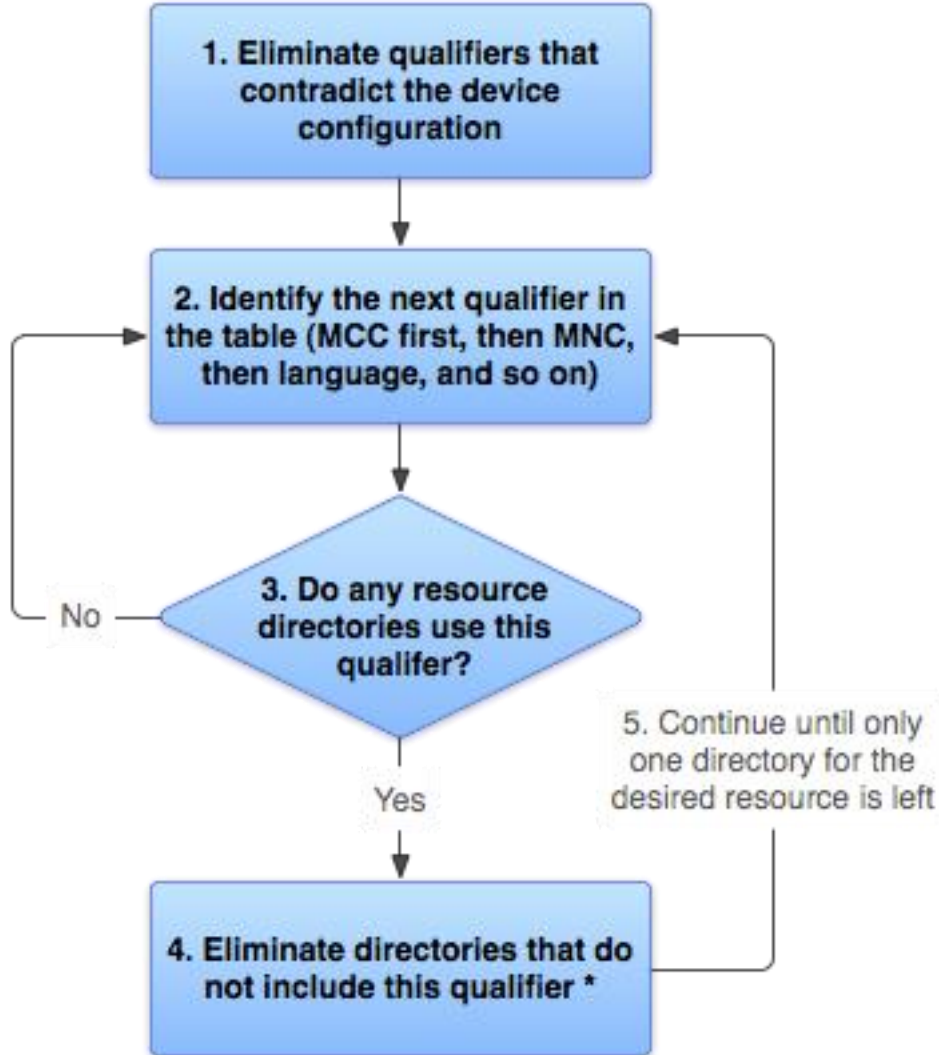 1. Eliminate qualifiers that
contradict the device
configuration
2. Identify the next qualifier in
the table (MCC first, then MNC,
then language, and so on)
3. Do any resource
directories use this
qualifer?
No
Yes
5. Continue until only
one directory for the
desired resource is left
4. Eliminate directories that do
not include this qualifier *